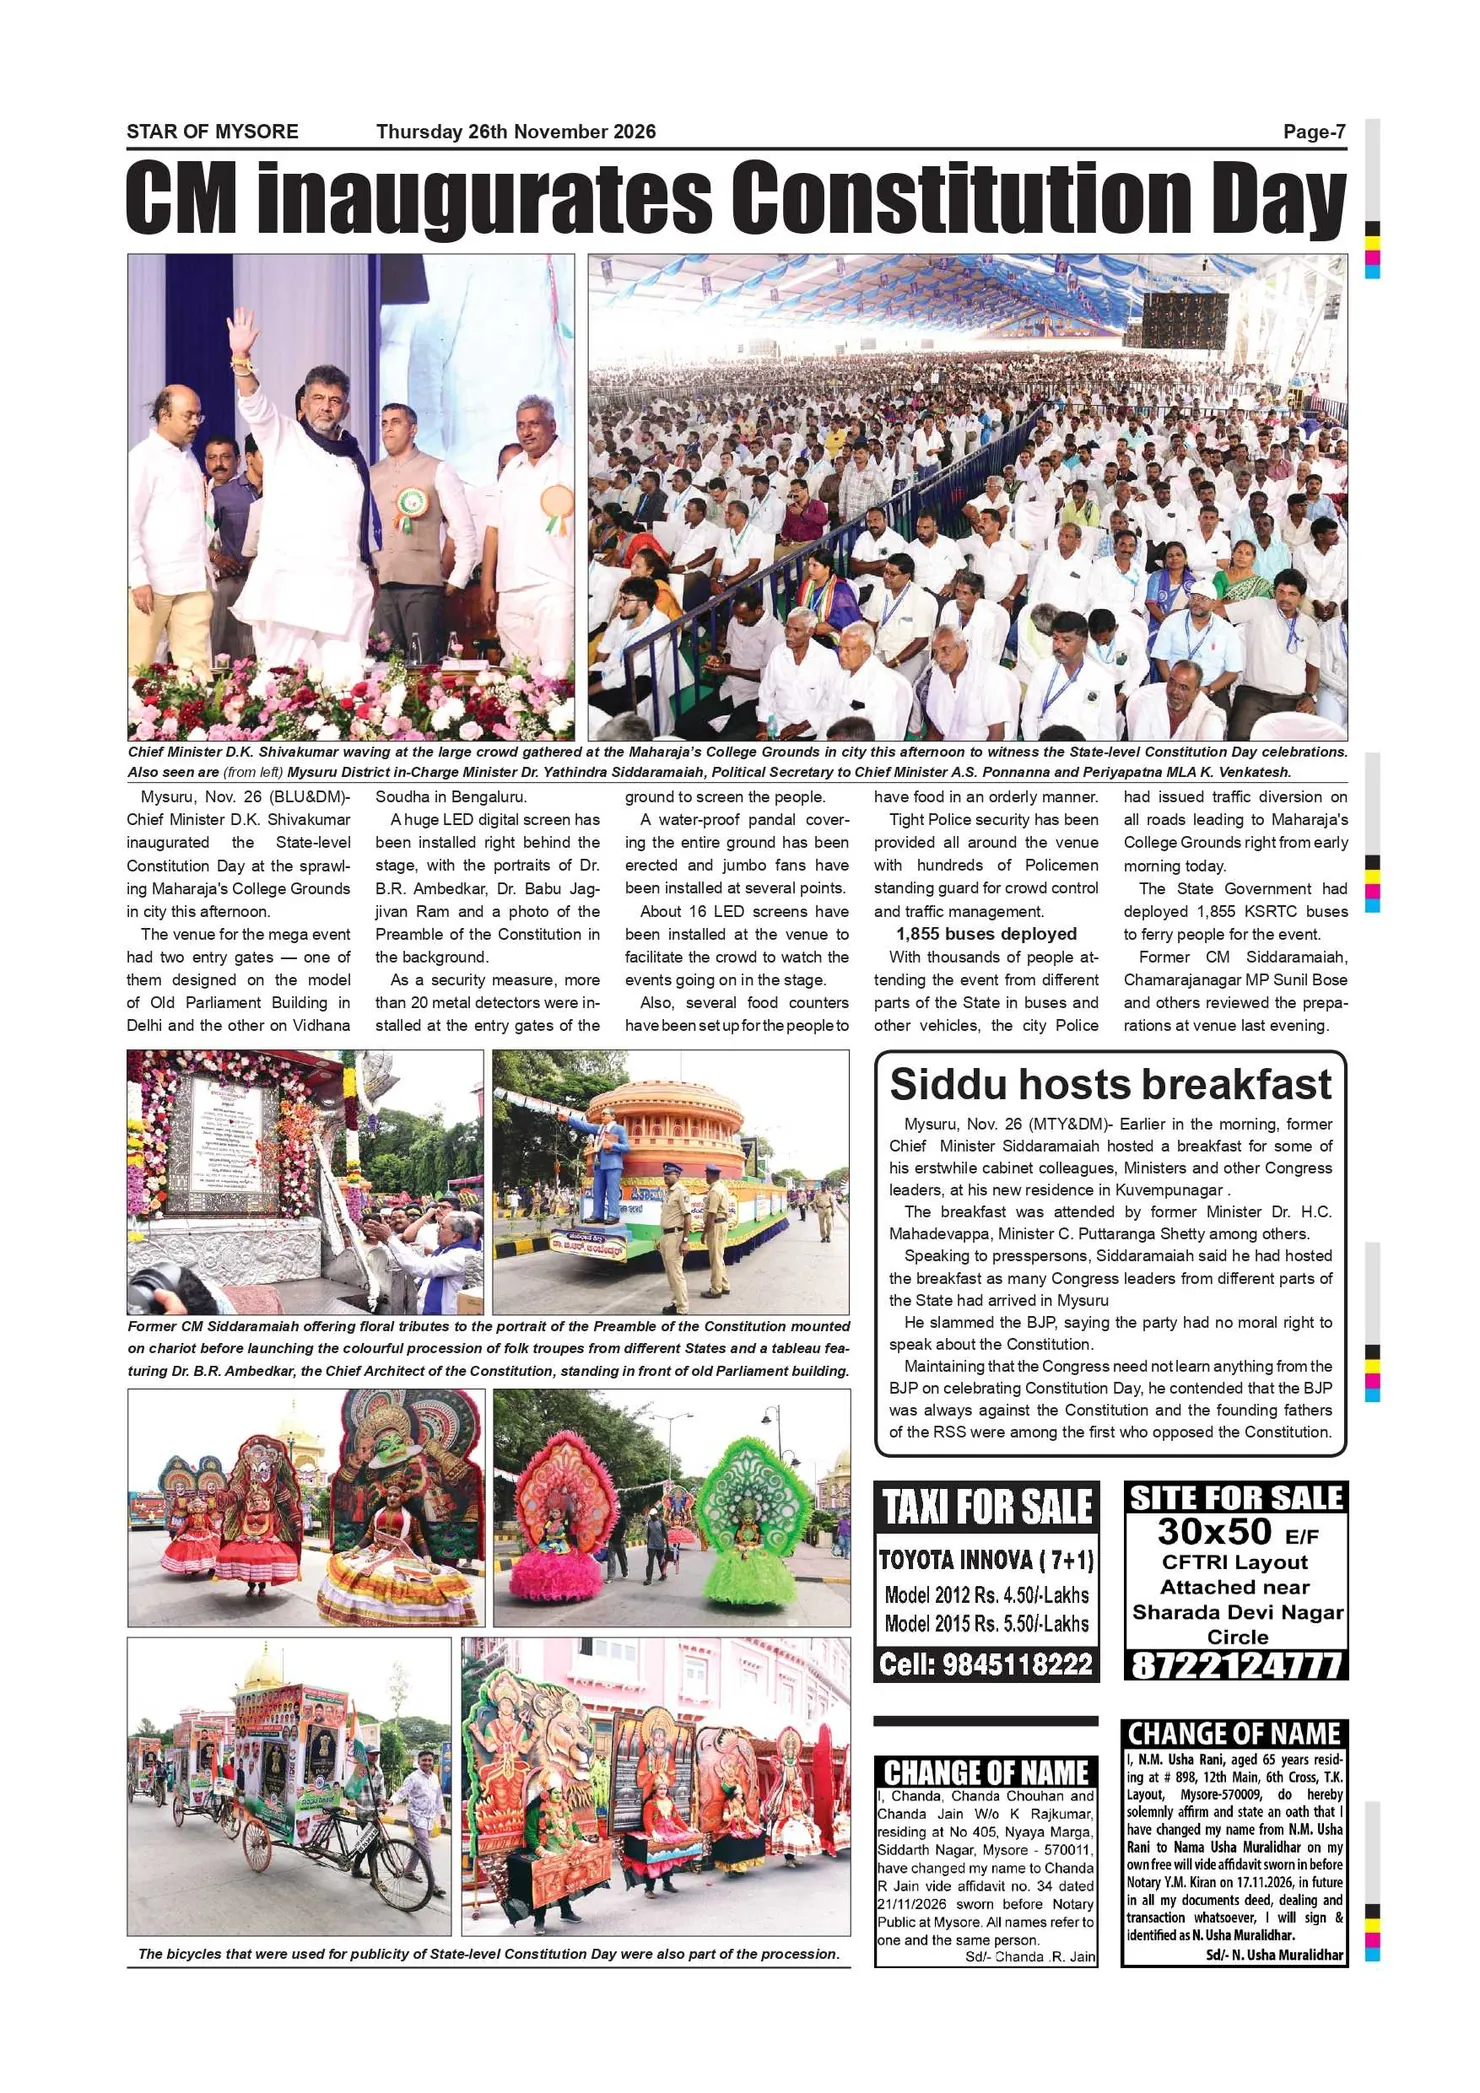 STAR OF MYSORE Thursday 26th November 2026 Page-7
CM inaugurates Constitution Day
Chief Minister D.K. Shivakumar waving at the large crowd gathered at the Maharaja's College Grounds in city this afternoon to witness the State-level Constitution Day celebrations.
Also seen are (from left) Mysuru District in-Charge Minister Dr. Yathindra Siddaramaiah, Political Secretary to Chief Minister A.S. Ponnanna and Periyapatna MLA K. Venkatesh.
Mysuru, Nov. 26 (BLU&DM)-
Chief Minister D.K. Shivakumar
inaugurated the State-level
Constitution Day at the sprawl-
ing Maharaja's College Grounds
in city this afternoon.
The venue for the mega event
had two entry gates — one of
them designed on the model
of Old Parliament Building in
Delhi and the other on Vidhana
Soudha in Bengaluru.
A huge LED digital screen has
been installed right behind the
stage, with the portraits of Dr.
B.R. Ambedkar, Dr. Babu Jag-
jivan Ram and a photo of the
Preamble of the Constitution in
the background.
As a security measure, more
than 20 metal detectors were in-
stalled at the entry gates of the
ground to screen the people.
A water-proof pandal cover-
ing the entire ground has been
erected and jumbo fans have
been installed at several points.
About 16 LED screens have
been installed at the venue to
facilitate the crowd to watch the
events going on in the stage.
Also, several food counters
have been set up for the people to
have food in an orderly manner.
Tight Police security has been
provided all around the venue
with hundreds of Policemen
standing guard for crowd control
and traffic management.
1,855 buses deployed
With thousands of people at-
tending the event from different
parts of the State in buses and
other vehicles, the city Police
had issued traffic diversion on
all roads leading to Maharaja's
College Grounds right from early
morning today.
The State Government had
deployed 1,855 KSRTC buses
to ferry people for the event.
Former CM Siddaramaiah,
Chamarajanagar MP Sunil Bose
and others reviewed the prepa-
rations at venue last evening.
Former CM Siddaramaiah offering floral tributes to the portrait of the Preamble of the Constitution mounted
on chariot before launching the colourful procession of folk troupes from different States and a tableau fea-
turing Dr. B.R. Ambedkar, the Chief Architect of the Constitution, standing in front of old Parliament building.
The bicycles that were used for publicity of State-level Constitution Day were also part of the procession.
Siddu hosts breakfast
Mysuru, Nov. 26 (MTY&DM)- Earlier in the morning, former
Chief Minister Siddaramaiah hosted a breakfast for some of
his erstwhile cabinet colleagues, Ministers and other Congress
leaders, at his new residence in Kuvempunagar .
The breakfast was attended by former Minister Dr. H.C.
Mahadevappa, Minister C. Puttaranga Shetty among others.
Speaking to presspersons, Siddaramaiah said he had hosted
the breakfast as many Congress leaders from different parts of
the State had arrived in Mysuru
He slammed the BJP, saying the party had no moral right to
speak about the Constitution.
Maintaining that the Congress need not learn anything from the
BJP on celebrating Constitution Day, he contended that the BJP
was always against the Constitution and the founding fathers
of the RSS were among the first who opposed the Constitution.
TAXI FOR SALE
TOYOTA INNOVA ( 7+1)
Model 2012 Rs. 4.50/-Lakhs
Model 2015 Rs. 5.50/-Lakhs
Cell: 9845118222
SITE FOR SALE
30x50 E/F
CFTRI Layout
Attached near
Sharada Devi Nagar
Circle
8722124777
CHANGE OF NAME
I, Chanda, Chanda Chouhan and
Chanda Jain W/o K Rajkumar,
residing at No 405, Nyaya Marga,
Siddarth Nagar, Mysore - 570011,
have changed my name to Chanda
R Jain vide affidavit no. 34 dated
21/11/2026 sworn before Notary
Public at Mysore. All names refer to
one and the same person.
Sd/- Chanda .R. Jain
CHANGE OF NAME
I, N.M. Usha Rani, aged 65 years resid-
ing at # 898, 12th Main, 6th Cross, T.K.
Layout, Mysore-570009, do hereby
solemnly affirm and state an oath that I
have changed my name from N.M. Usha
Rani to Nama Usha Muralidhar on my
own free will vide affidavit sworn in before
Notary Y.M. Kiran on 17.11.2026, in future
in all my documents deed, dealing and
transaction whatsoever, I will sign &
identified as N. Usha Muralidhar.
Sd/- N. Usha Muralidhar